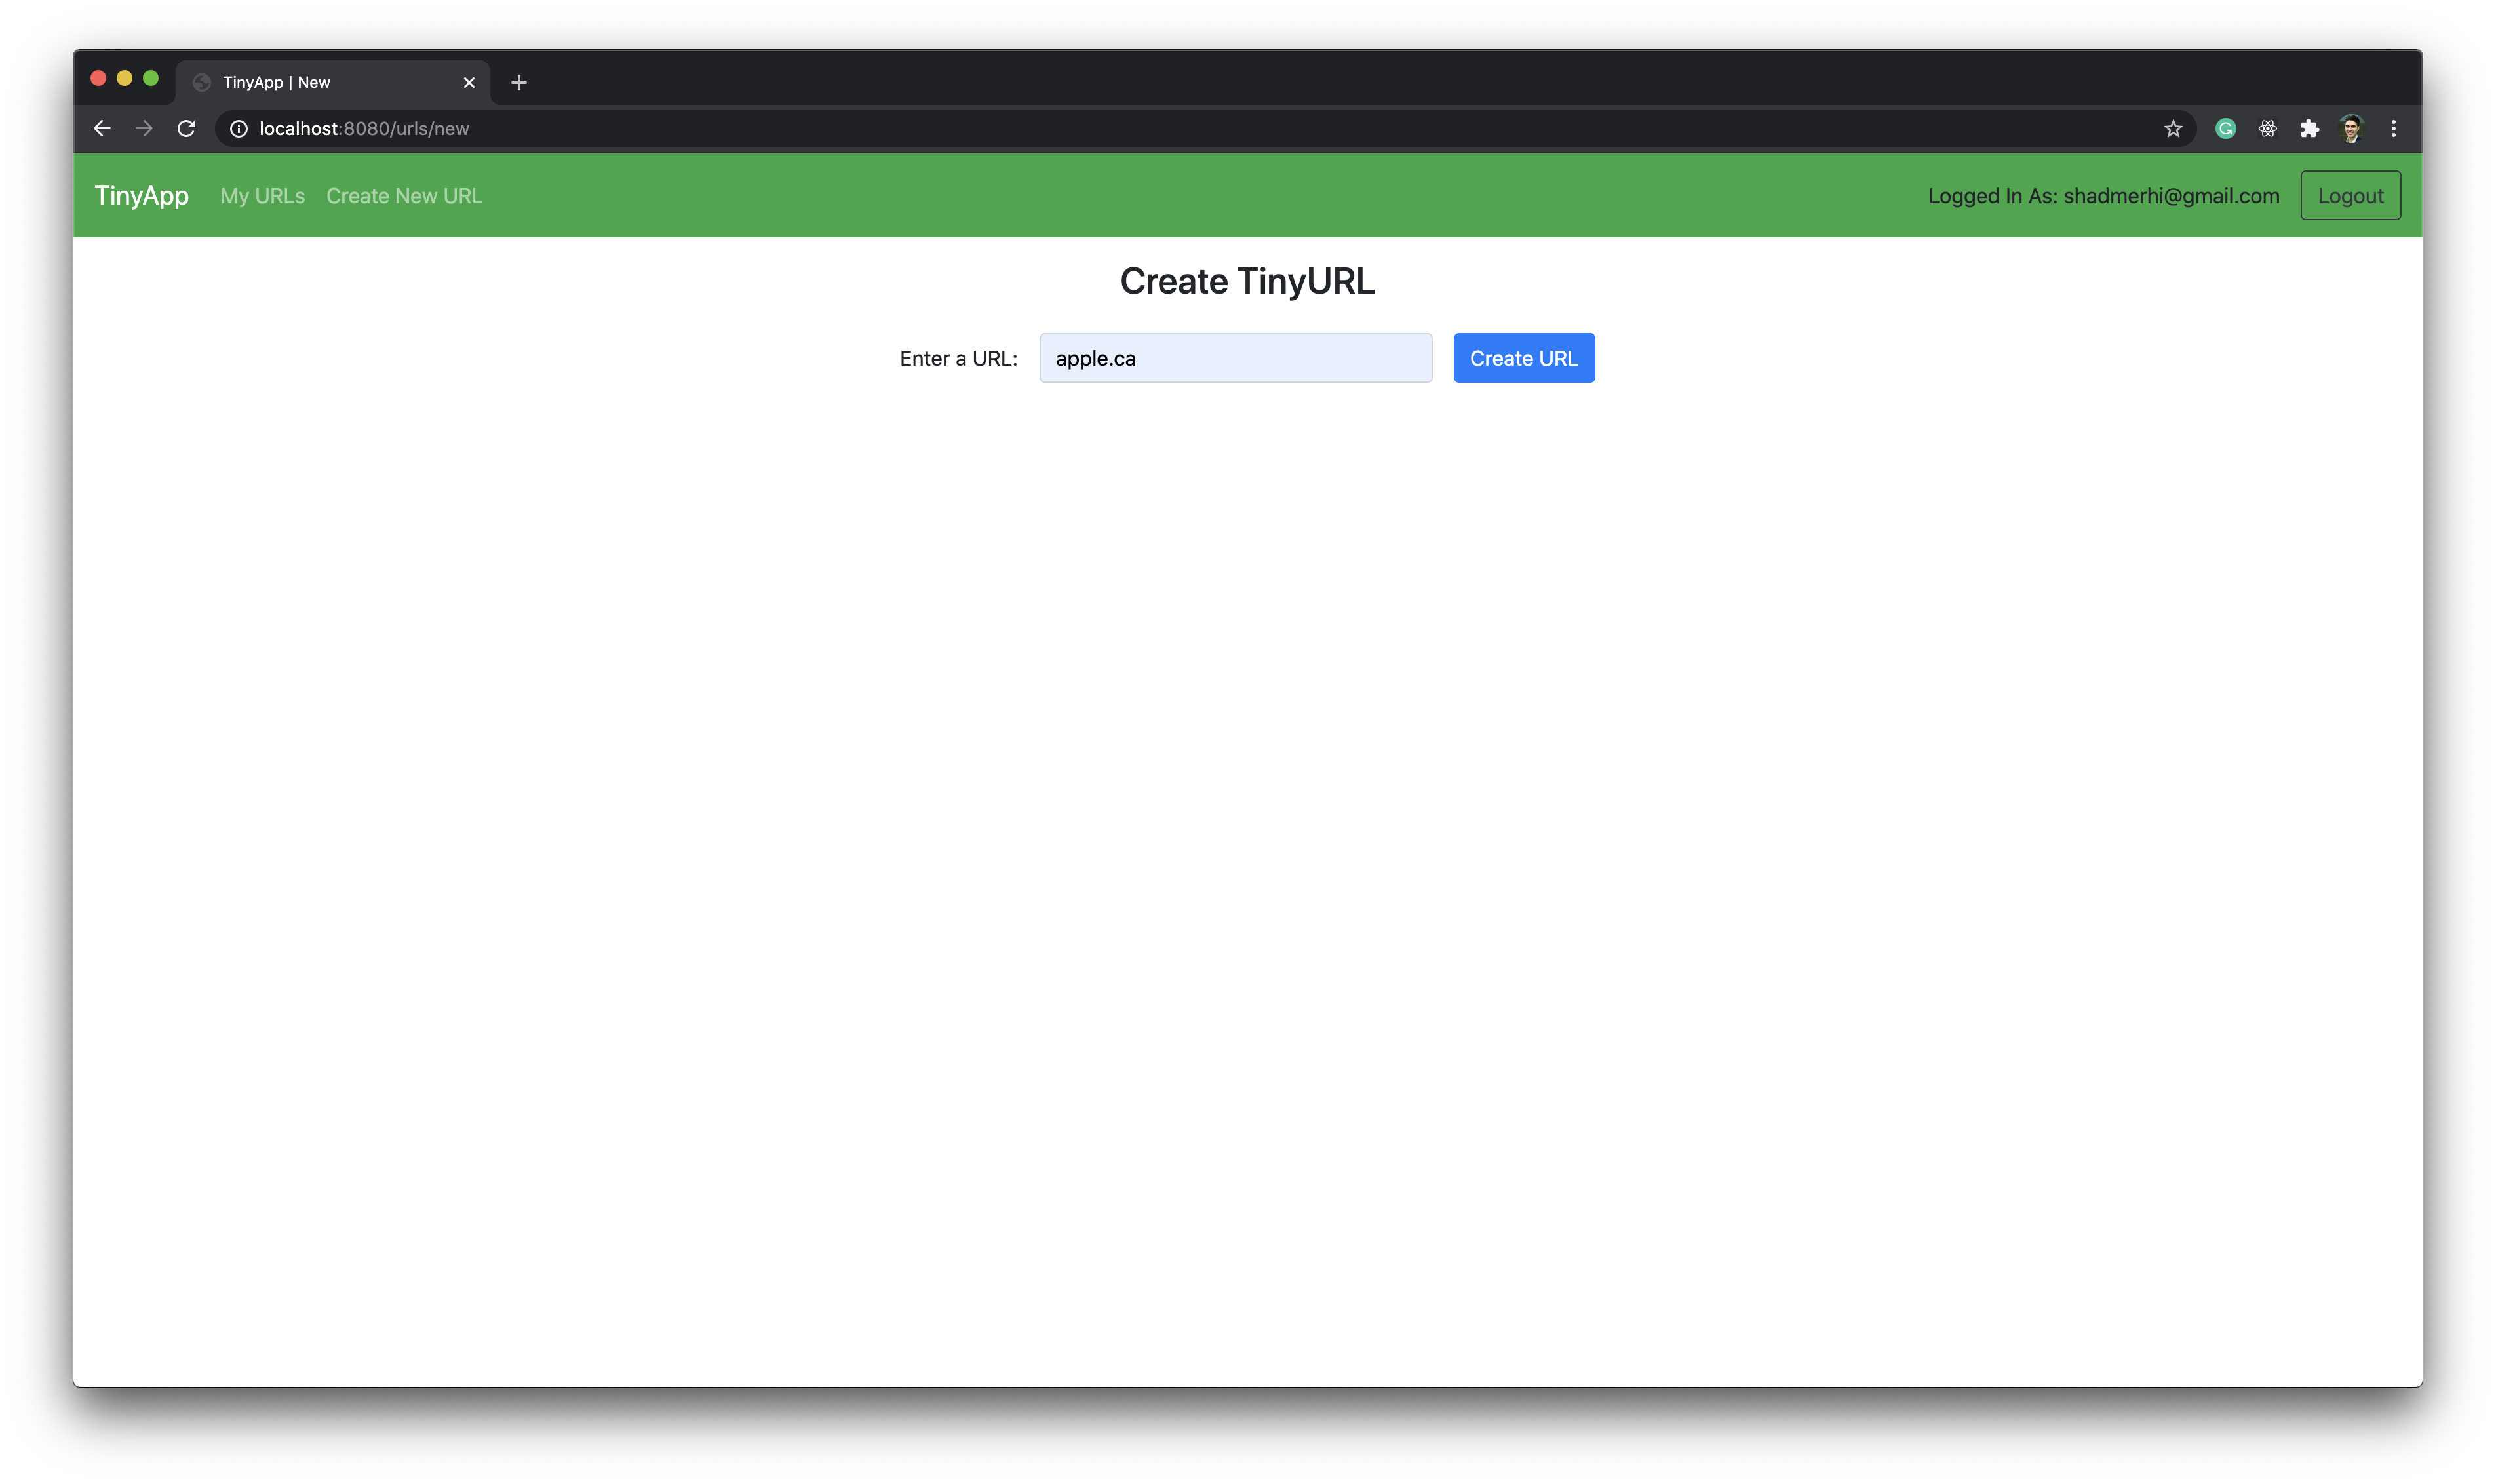 TinyApp | New
localhost:8080/urls/new
TinyApp My URLs Create New URL Logged In As: shadmerhi@gmail.com Logout
Create TinyURL
Enter a URL: apple.ca Create URL